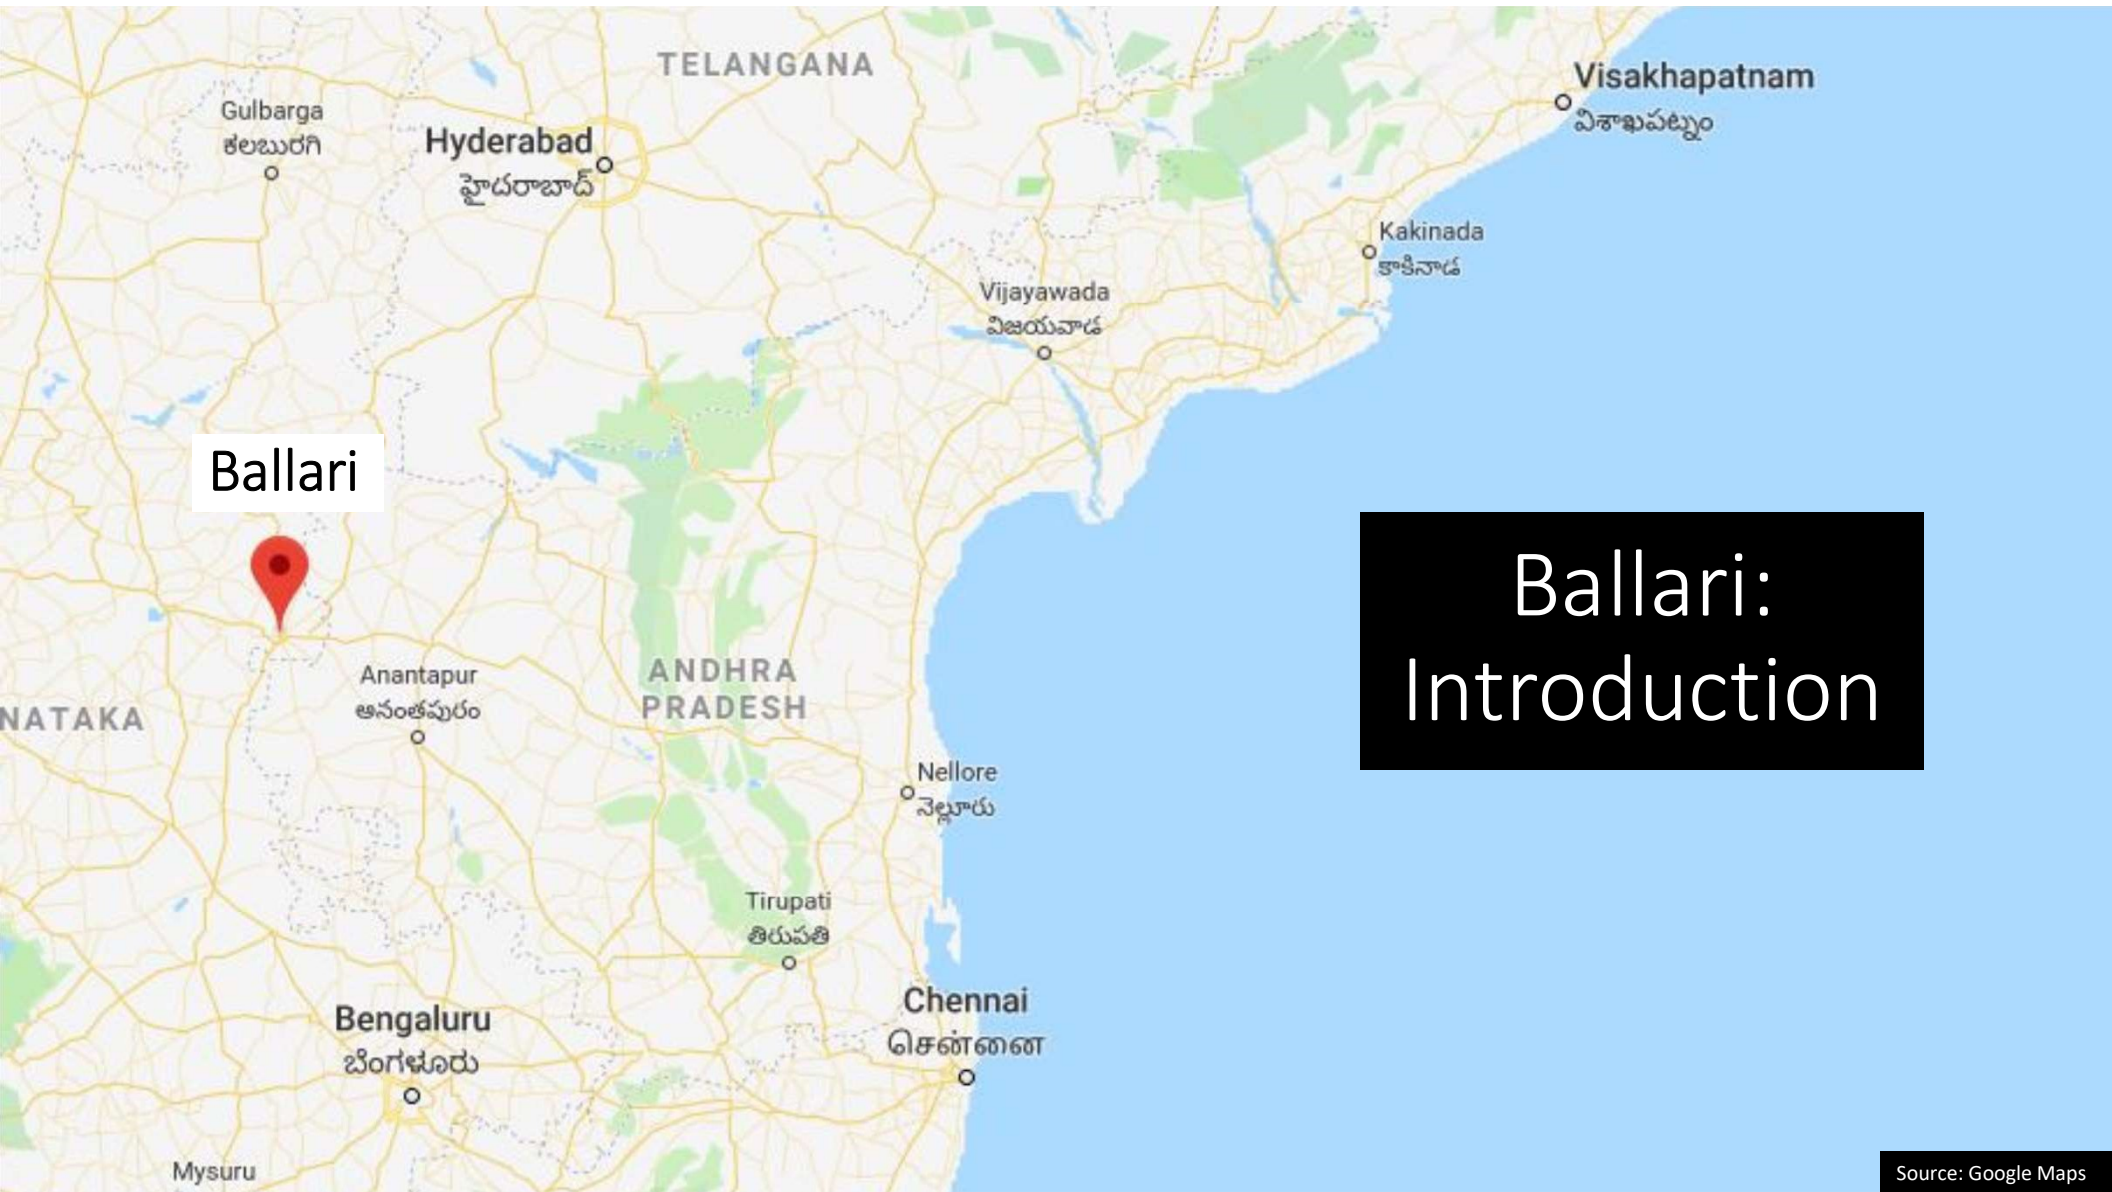 TELANGANA
Visakhapatnam
విశాఖపట్నం
Gulbarga
ಕಲಬುರಗಿ
Hyderabad
హైదరాబాద్
Kakinada
కాకినాడ
Vijayawada
విజయవాడ
Ballari
Ballari:
Introduction
Anantapur
అనంతపురం
ANDHRA
PRADESH
NATAKA
Nellore
నెల్లూరు
Tirupati
తిరుపతి
Chennai
சென்னை
Bengaluru
ಬೆಂಗಳೂರು
Mysuru
Source: Google Maps